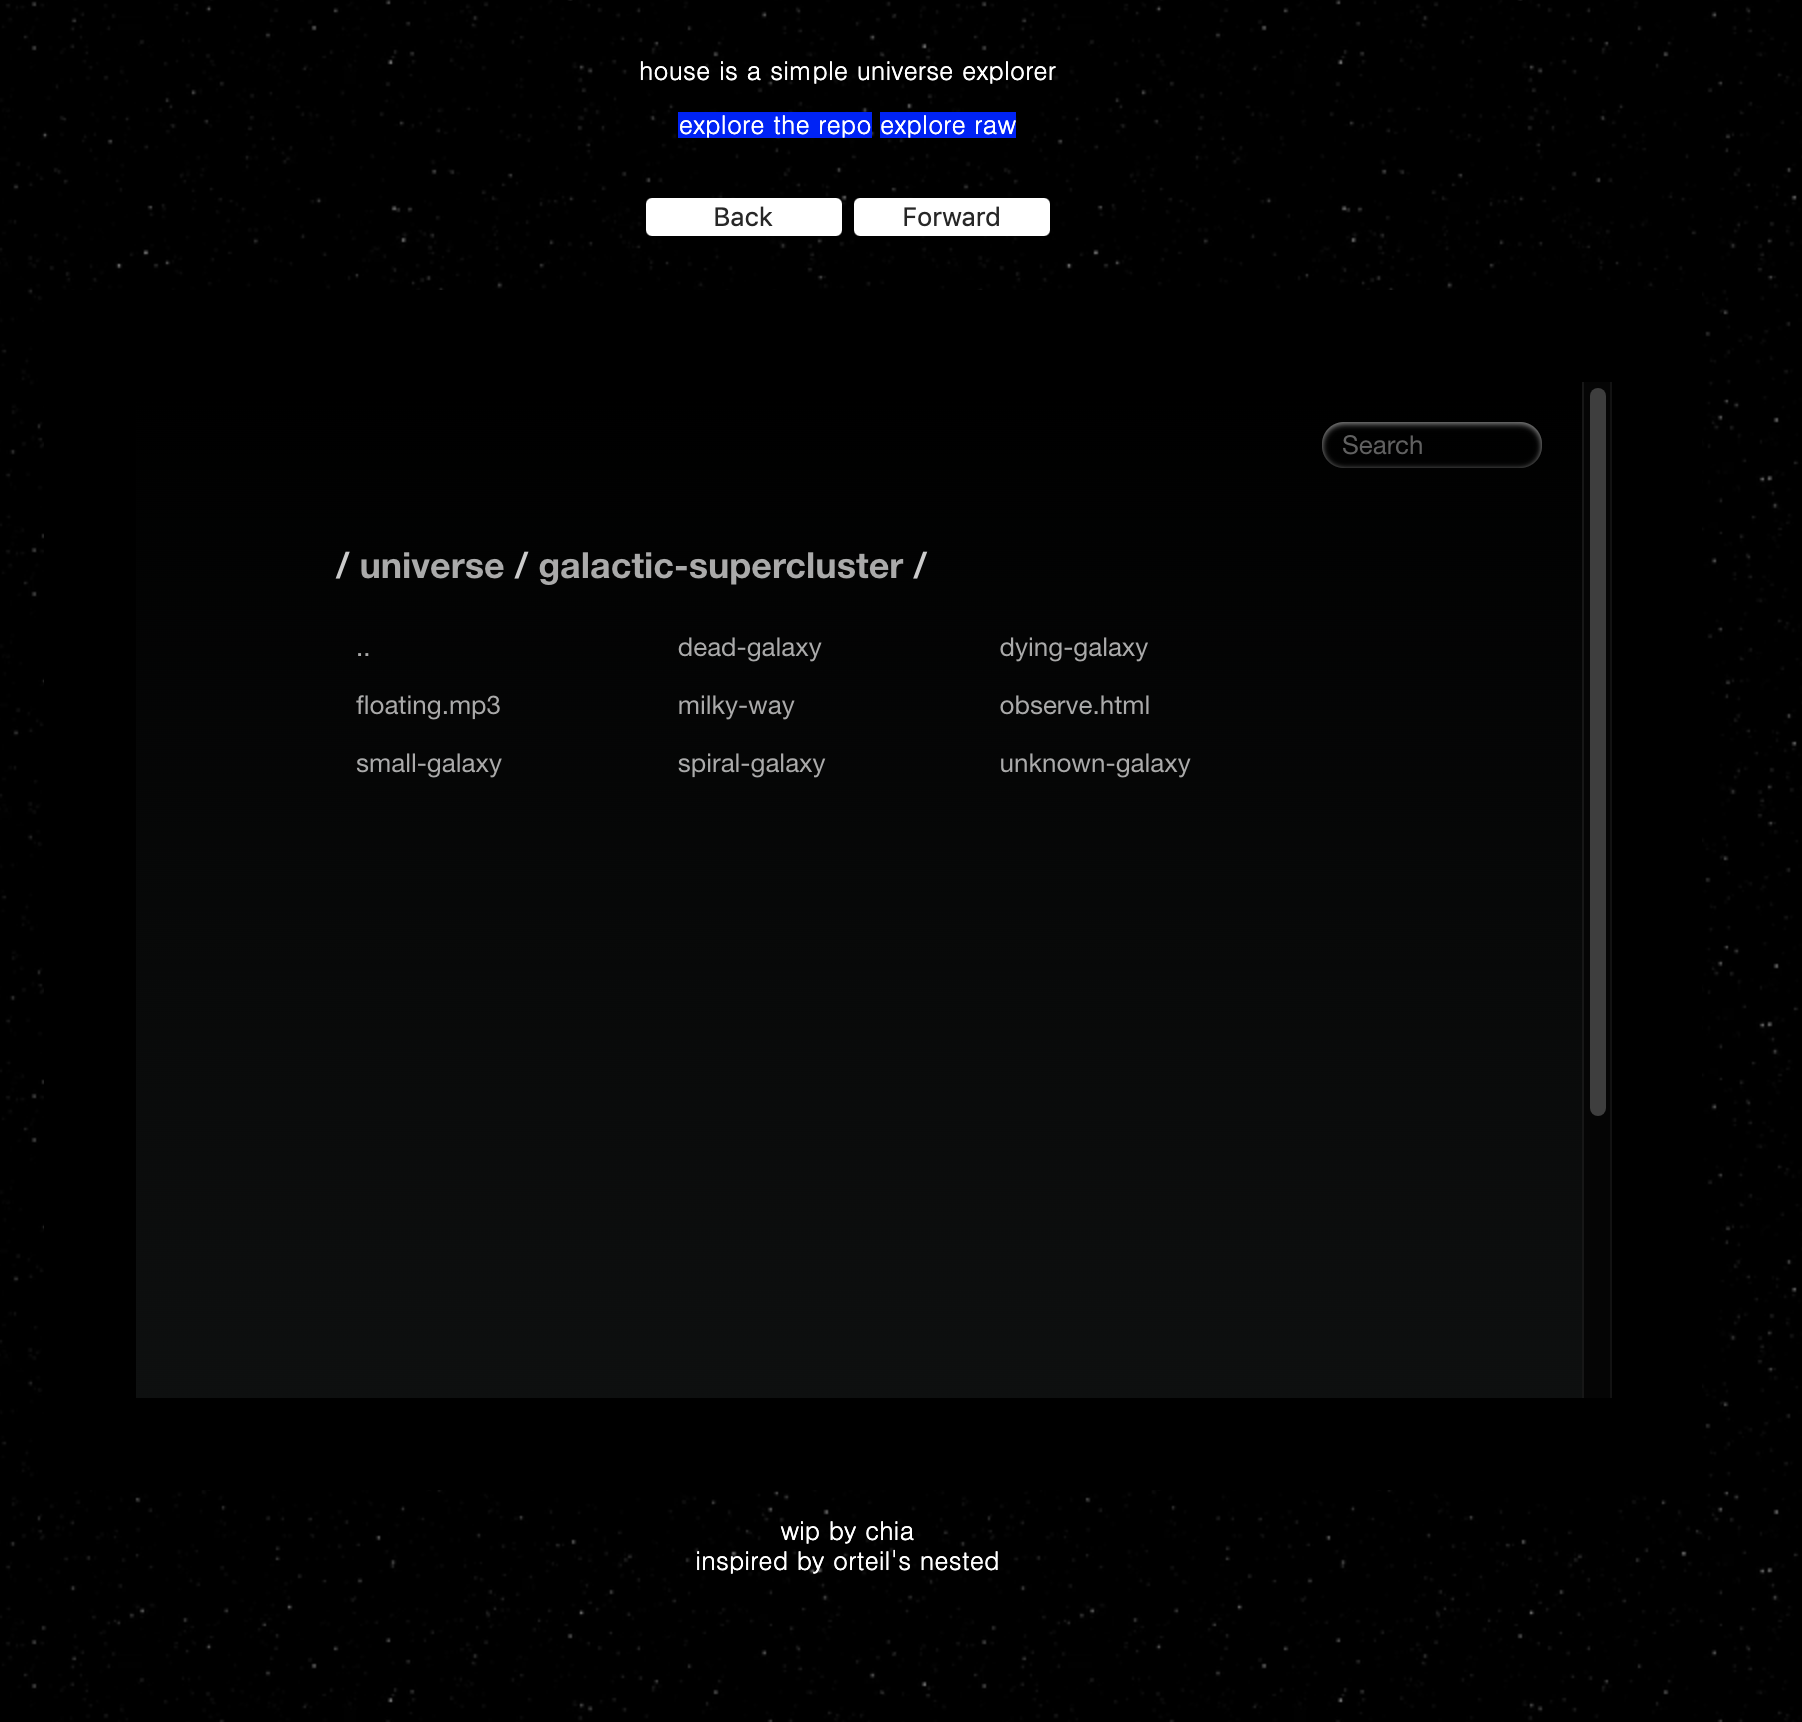 house is a simple universe explorer
explore the repo explore raw
Back Forward
Search
/ universe / galactic-supercluster /
.. dead-galaxy dying-galaxy
floating.mp3 milky-way observe.html
small-galaxy spiral-galaxy unknown-galaxy
wip by chia
inspired by orteil's nested